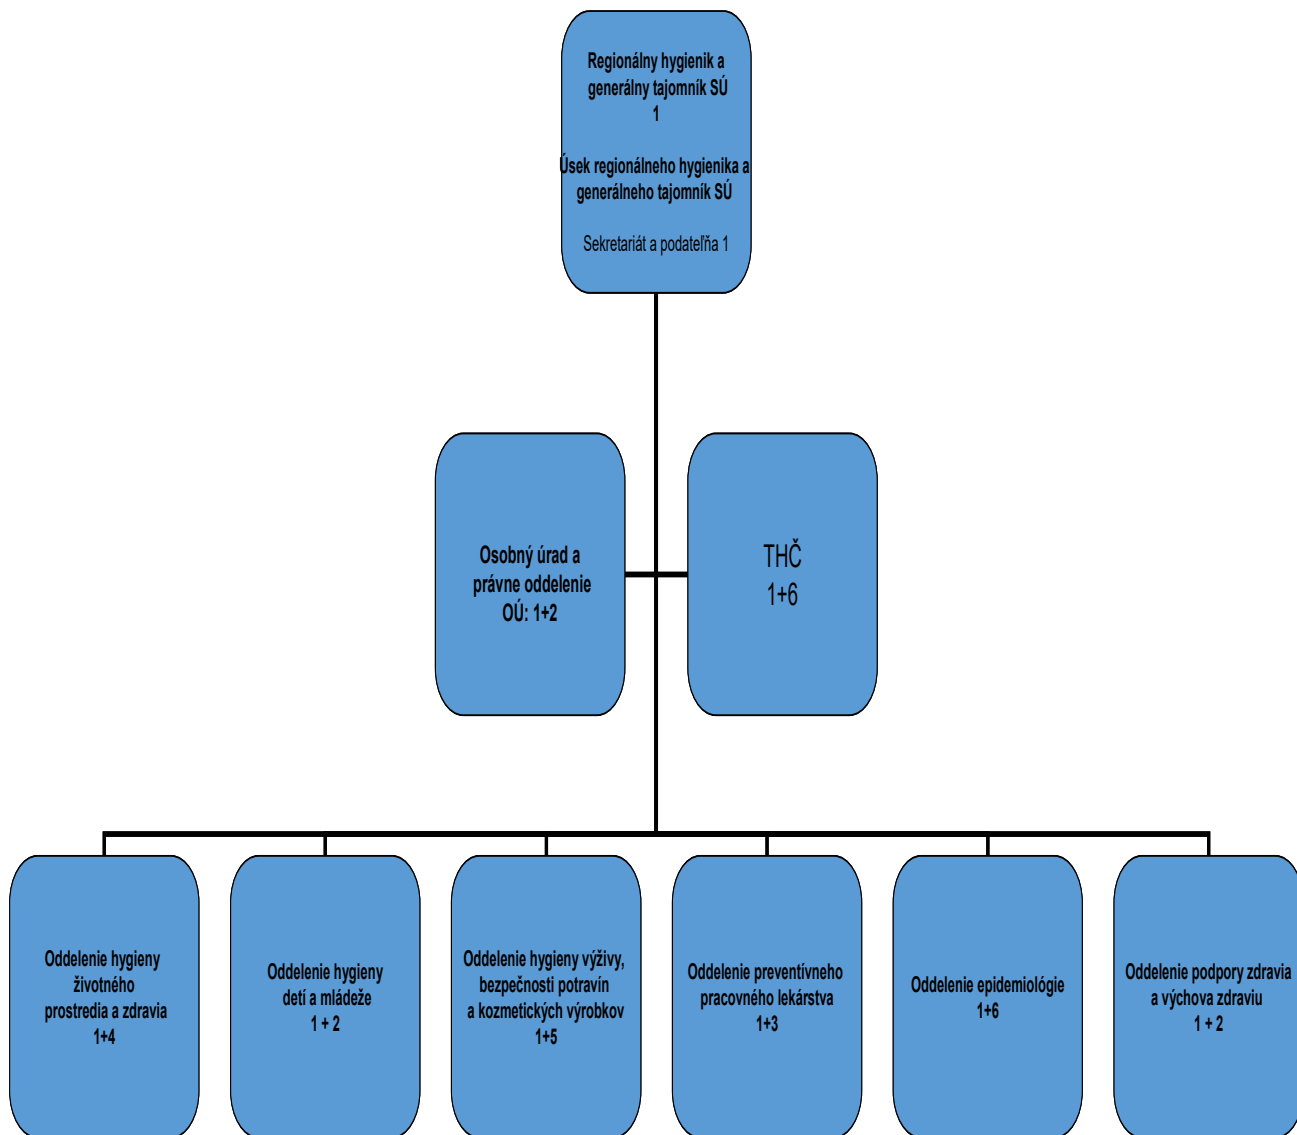 Regionálny hygienik a
generálny tajomník SÚ
1
Úsek regionálneho hygienika a
generálneho tajomník SÚ
Sekretariát a podateľňa 1
Osobný úrad a
právne oddelenie
OÚ: 1+2
THČ
1+6
Oddelenie hygieny
životného
prostredia a zdravia
1+4
Oddelenie hygieny
detí a mládeže
1 + 2
Oddelenie hygieny výživy,
bezpečnosti potravín
a kozmetických výrobkov
1+5
Oddelenie preventívneho
pracovného lekárstva
1+3
Oddelenie epidemiológie
1+6
Oddelenie podpory zdravia
a výchova zdraviu
1 + 2